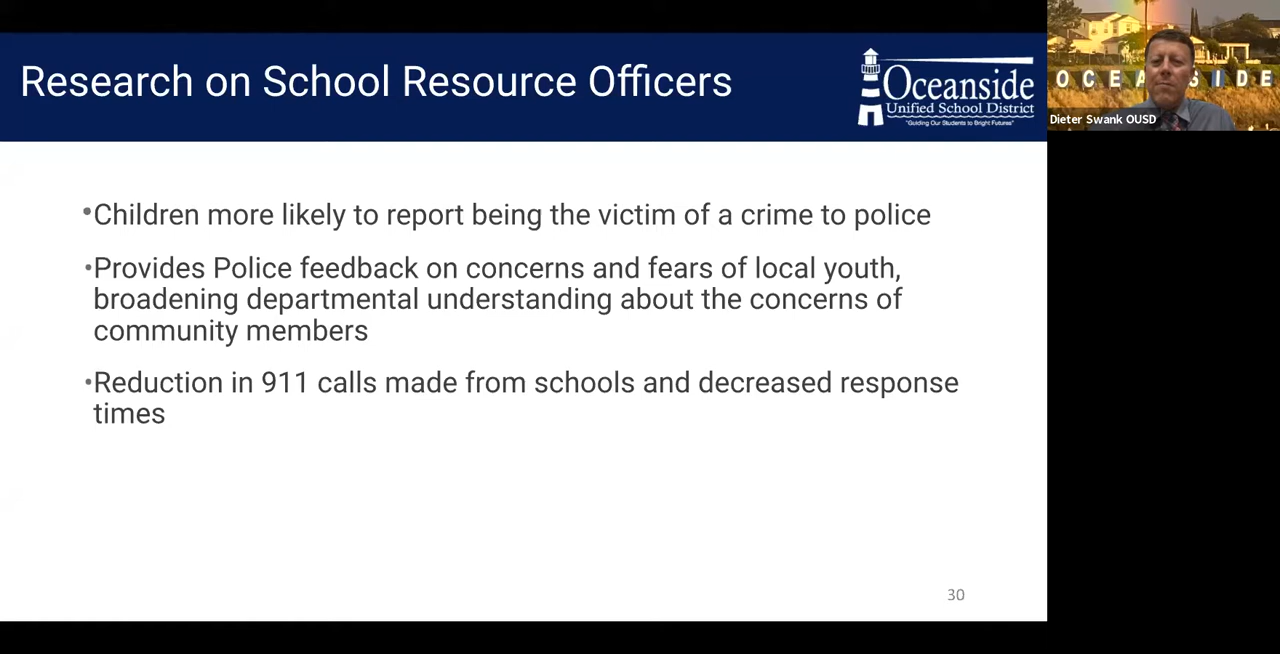 Research on School Resource Officers
Oceanside
Unified School District
"Guiding Our Students to Bright Futures"
OCEANSIDE
Dieter Swank OUSD
•Children more likely to report being the victim of a crime to police
•Provides Police feedback on concerns and fears of local youth,
broadening departmental understanding about the concerns of
community members
•Reduction in 911 calls made from schools and decreased response
times
30